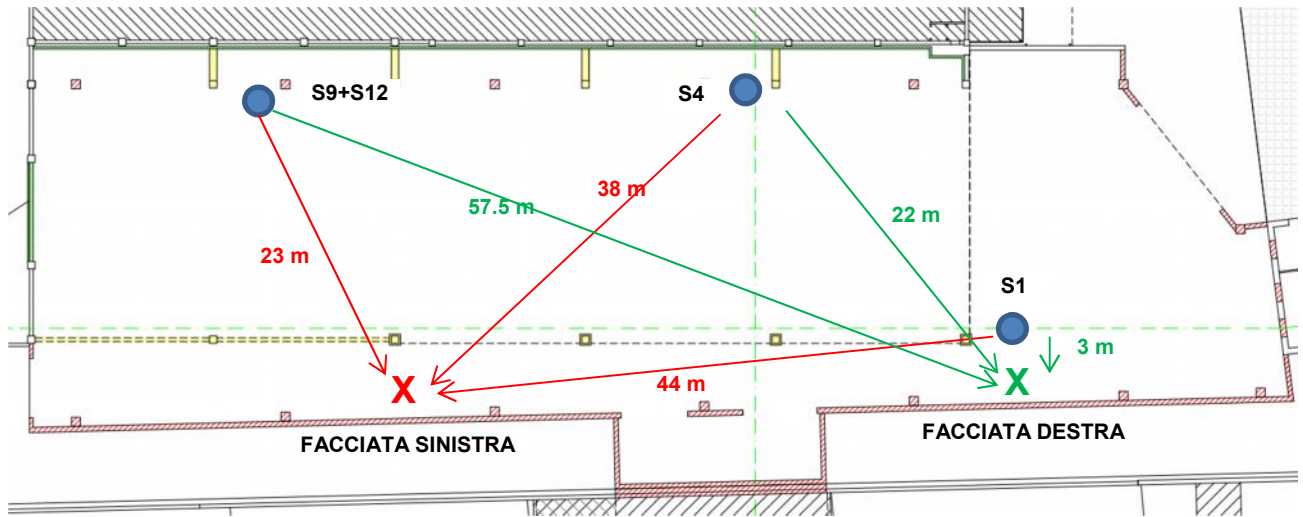 S9+S12
S4
38 m
57.5 m
22 m
23 m
S1
3 m
44 m
X
X
FACCIATA SINISTRA
FACCIATA DESTRA